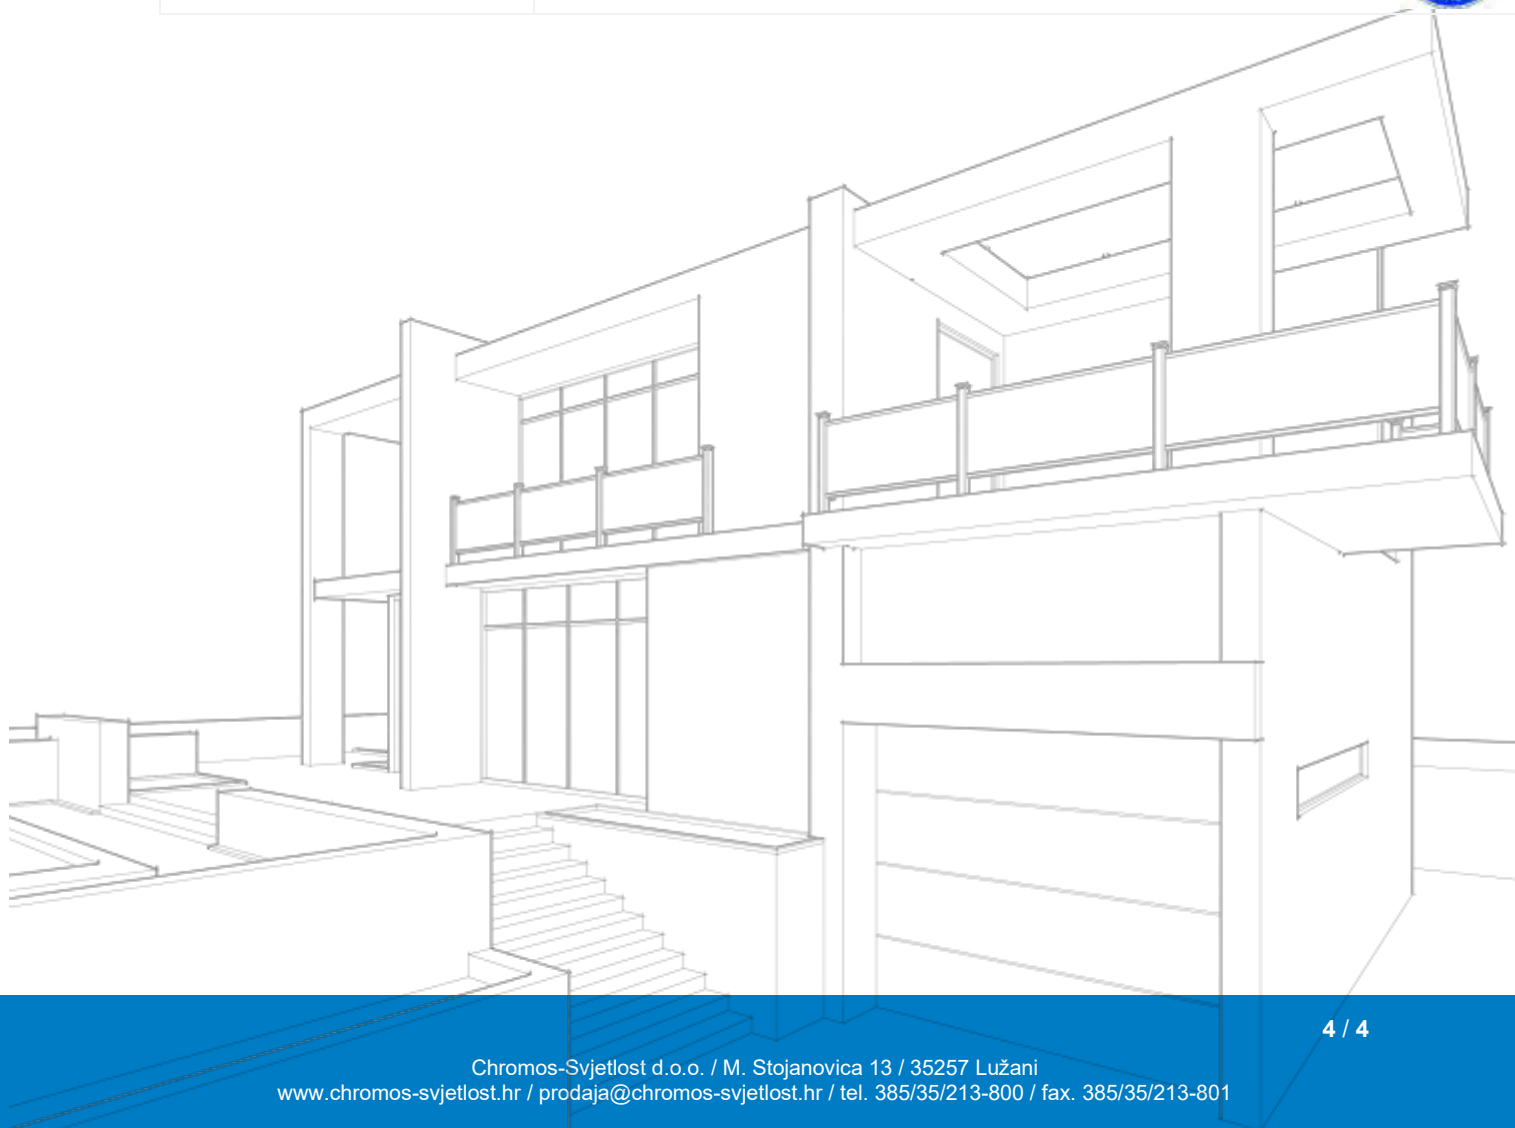 4 / 4
Chromos-Svjetlost d.o.o. / M. Stojanovica 13 / 35257 Lužani
www.chromos-svjetlost.hr / prodaja@chromos-svjetlost.hr / tel. 385/35/213-800 / fax. 385/35/213-801